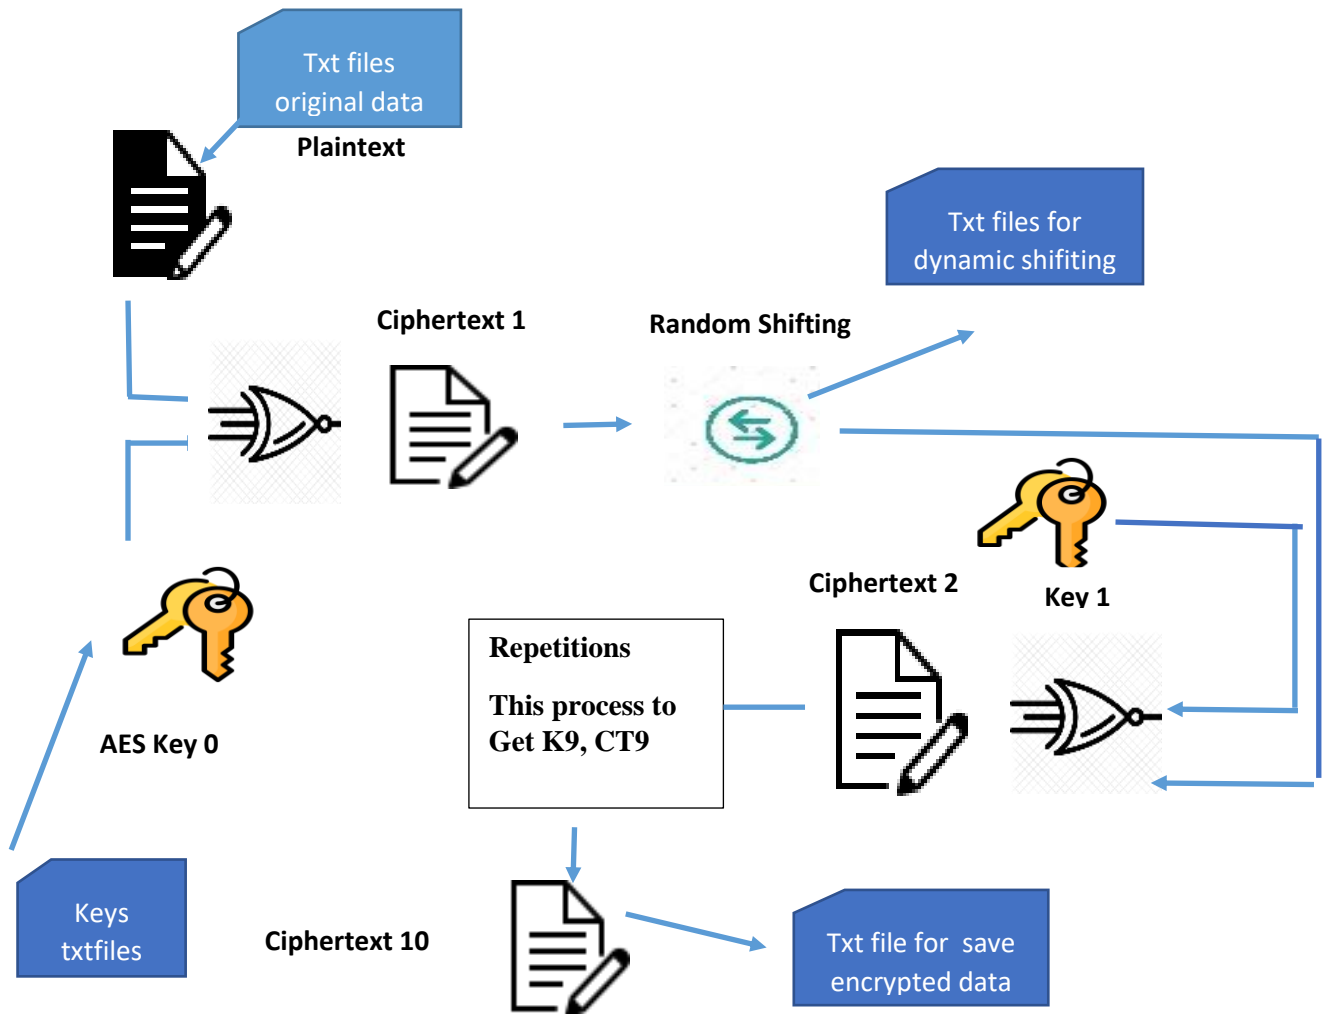 Txt files
original data
Plaintext
Txt files for
dynamic shifiting
Ciphertext 1
Random Shifting
Ciphertext 2
Key 1
Repetitions
This process to
Get K9, CT9
AES Key 0
Keys
txtfiles
Ciphertext 10
Txt file for  save
encrypted data